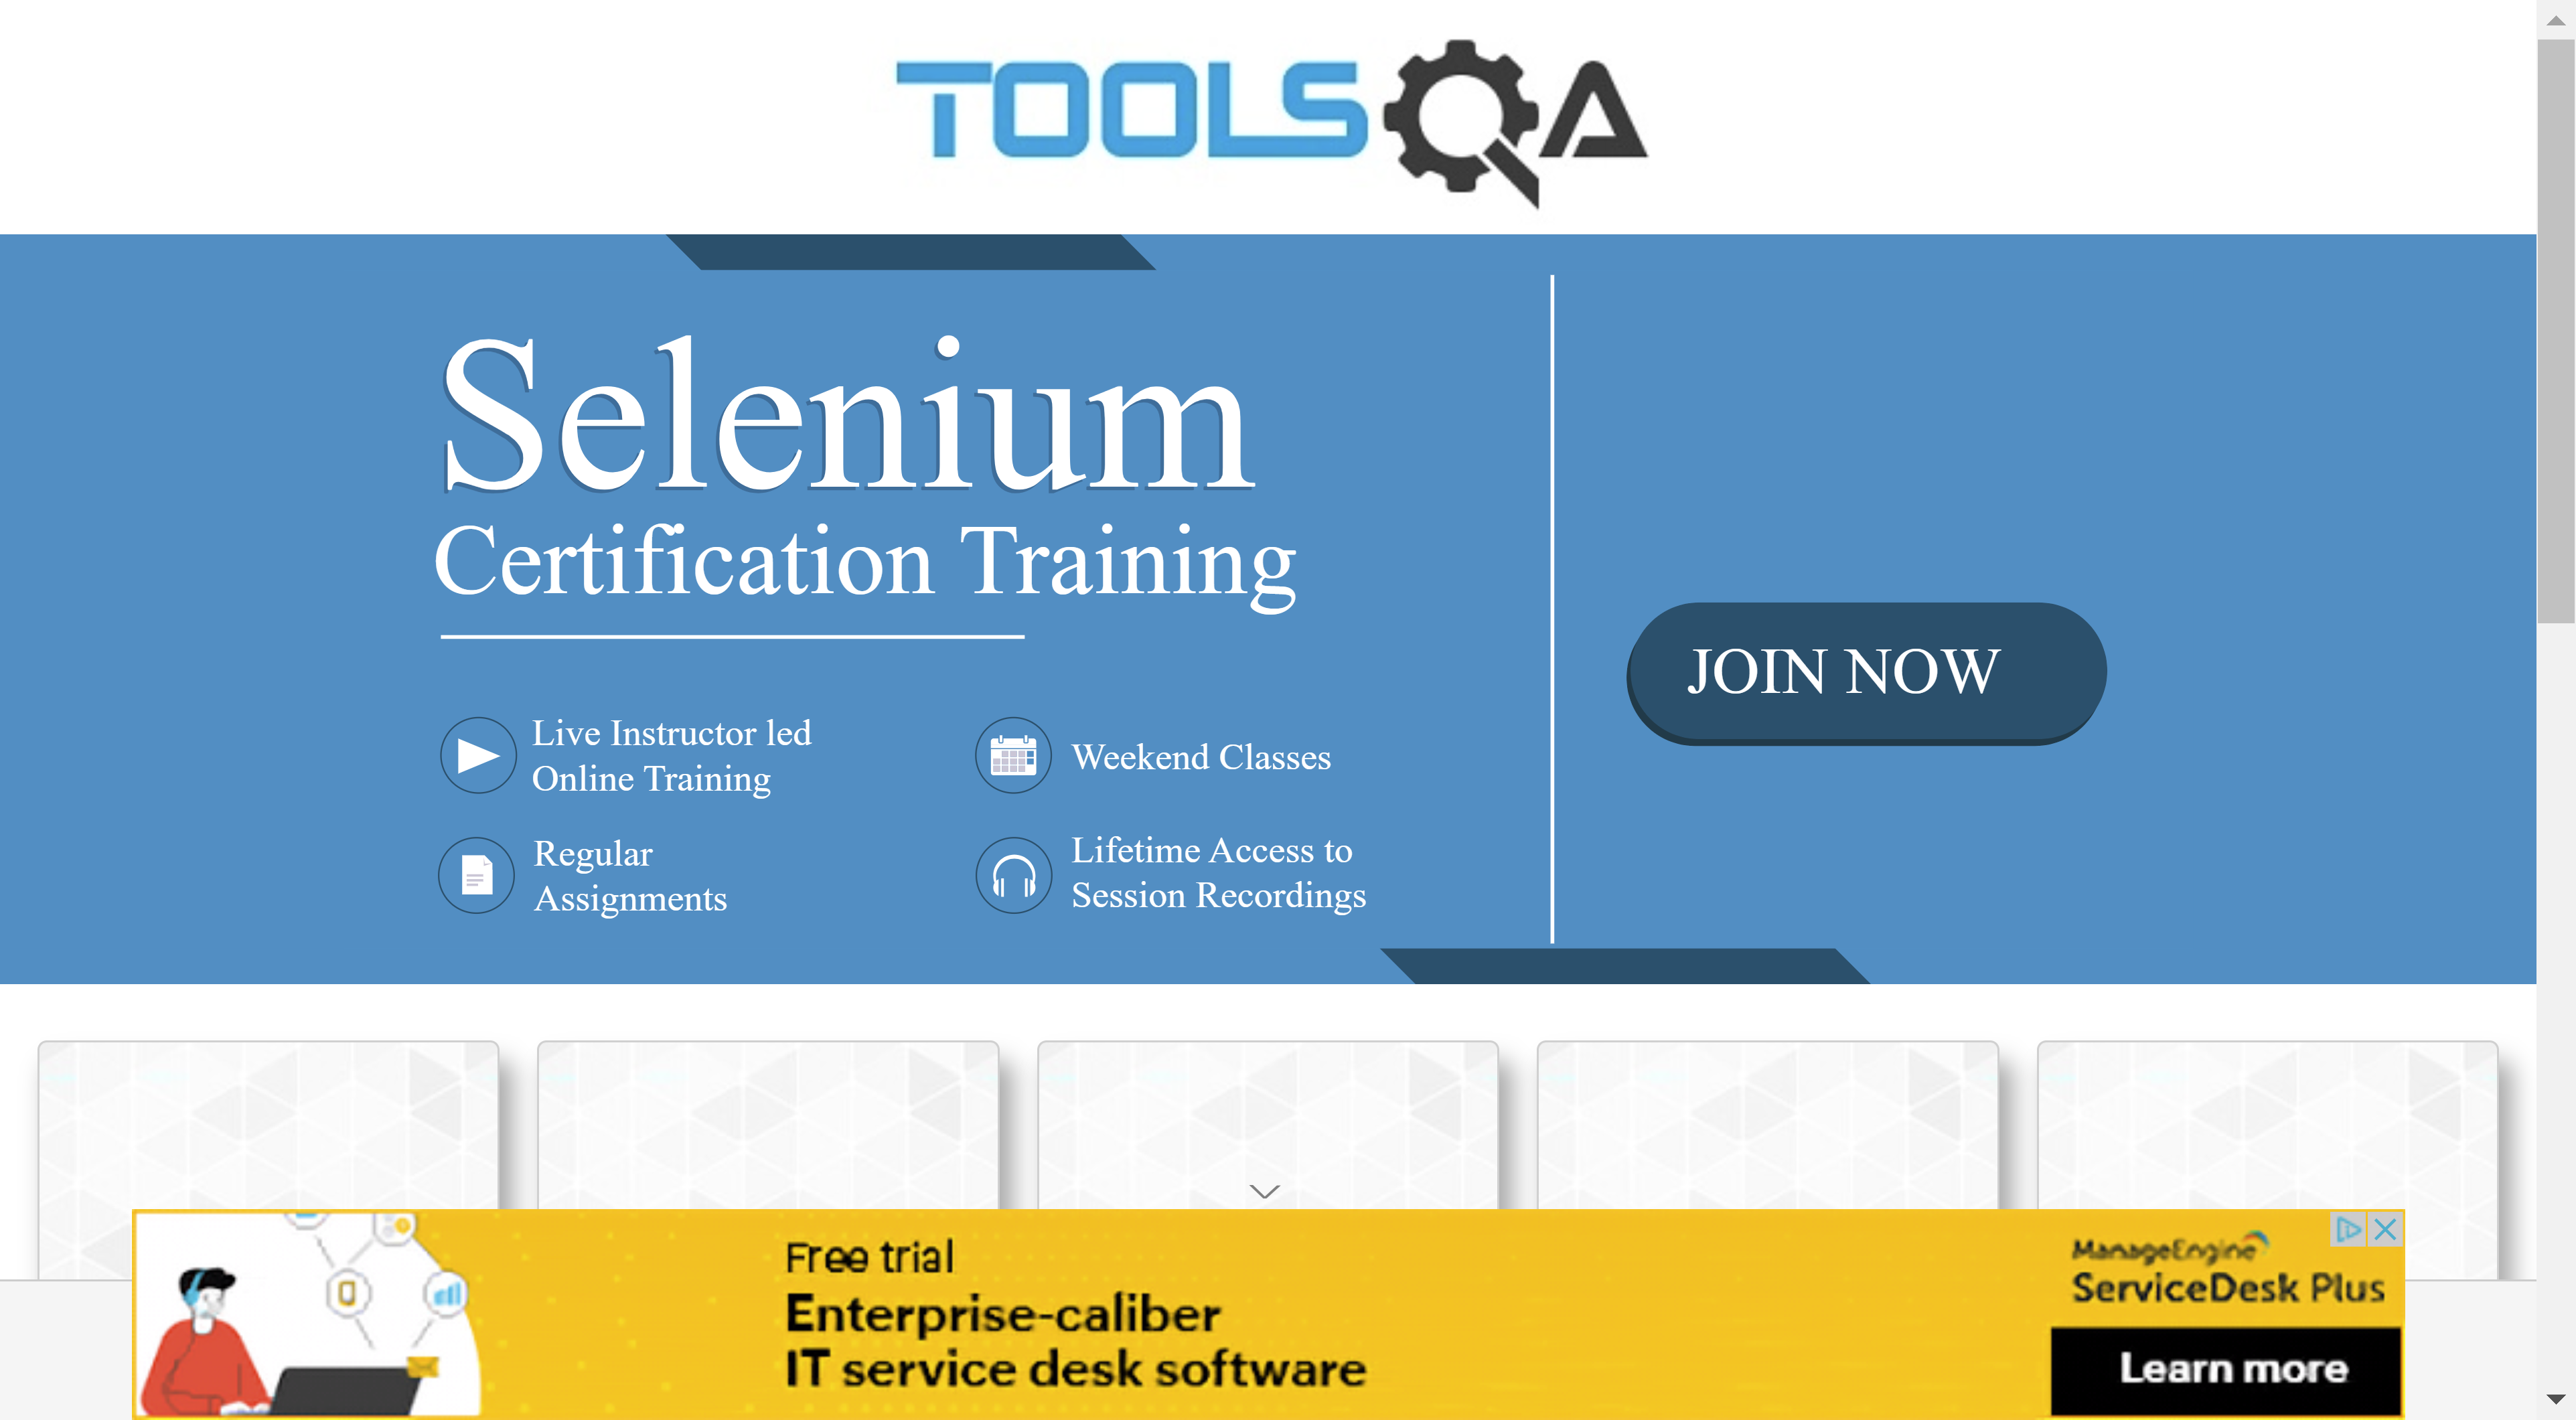 TOOLSQA
Selenium
Certification Training
JOIN NOW
Live Instructor led
Online Training
Weekend Classes
Regular
Assignments
Lifetime Access to
Session Recordings
Free trial
Enterprise-caliber
IT service desk software
ManageEngine
ServiceDesk Plus
Learn more